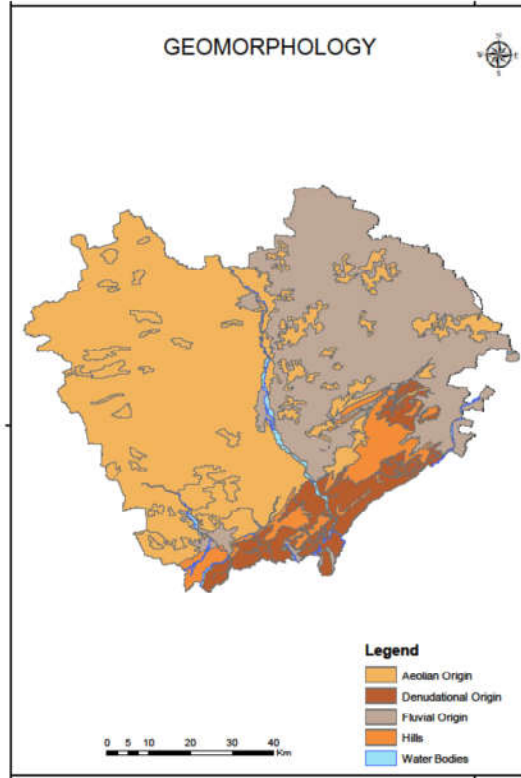 GEOMORPHOLOGY
N
W E
S
Legend
Aeolian Origin
Denudational Origin
Fluvial Origin
Hills
Water Bodies
0 5 10 20 30 40
Km